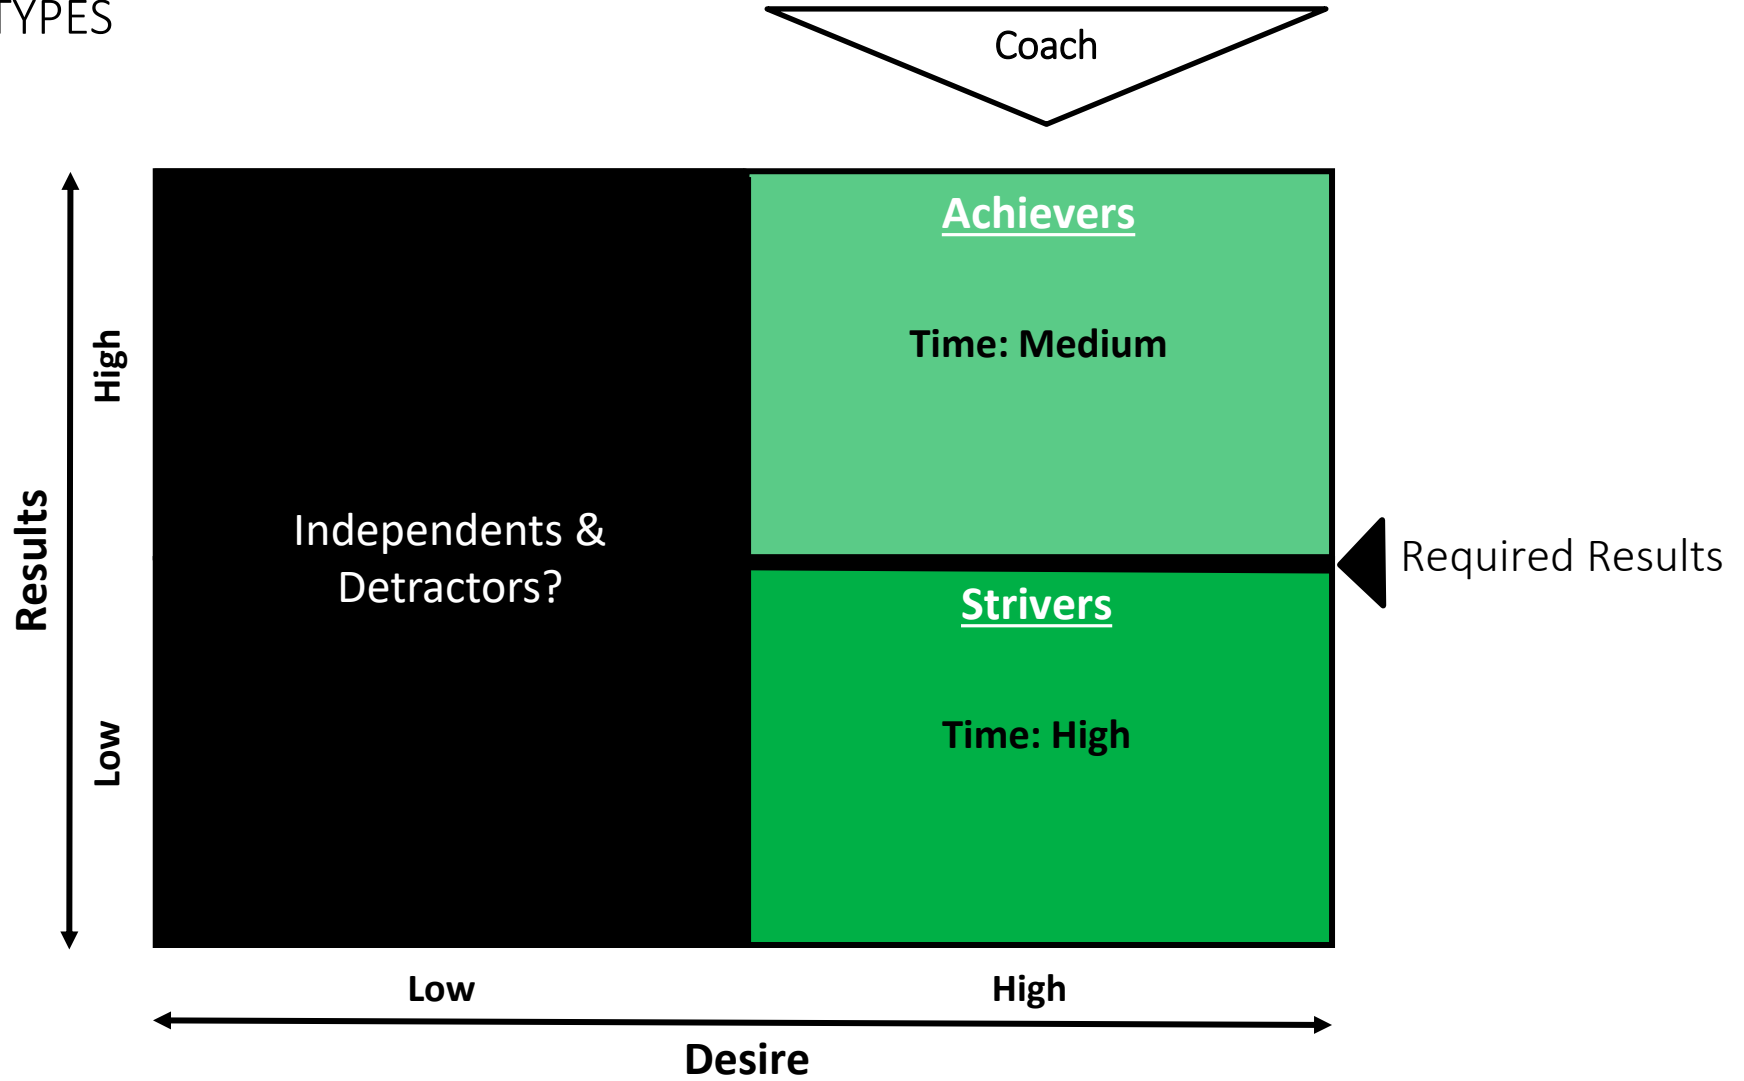 TYPES
Coach
Achievers
Time: Medium
High
Results
Independents &
Detractors?
Required Results
Strivers
Time: High
Low
Low
High
Desire